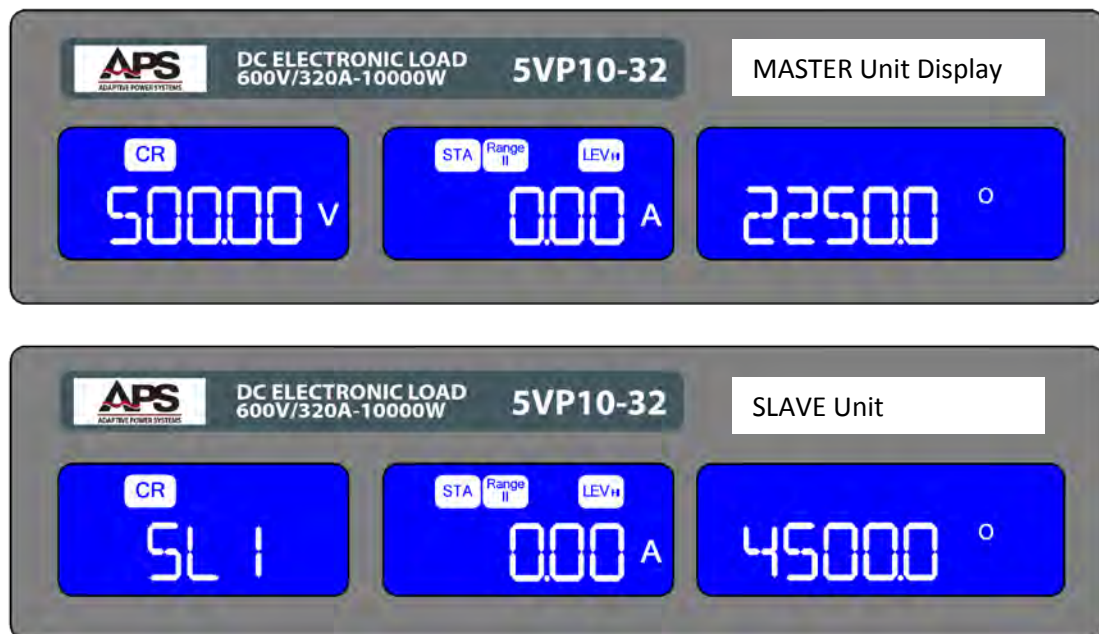 APS
ADAPTIVE POWER SYSTEMS
DC ELECTRONIC LOAD
600V/320A-10000W
5VP10-32
MASTER Unit Display
CR
500.00 V
STA Range II LEV H
0.00 A
2250.0 o
APS
ADAPTIVE POWER SYSTEMS
DC ELECTRONIC LOAD
600V/320A-10000W
5VP10-32
SLAVE Unit
CR
SL 1
STA Range II LEV H
0.00 A
4500.0 o